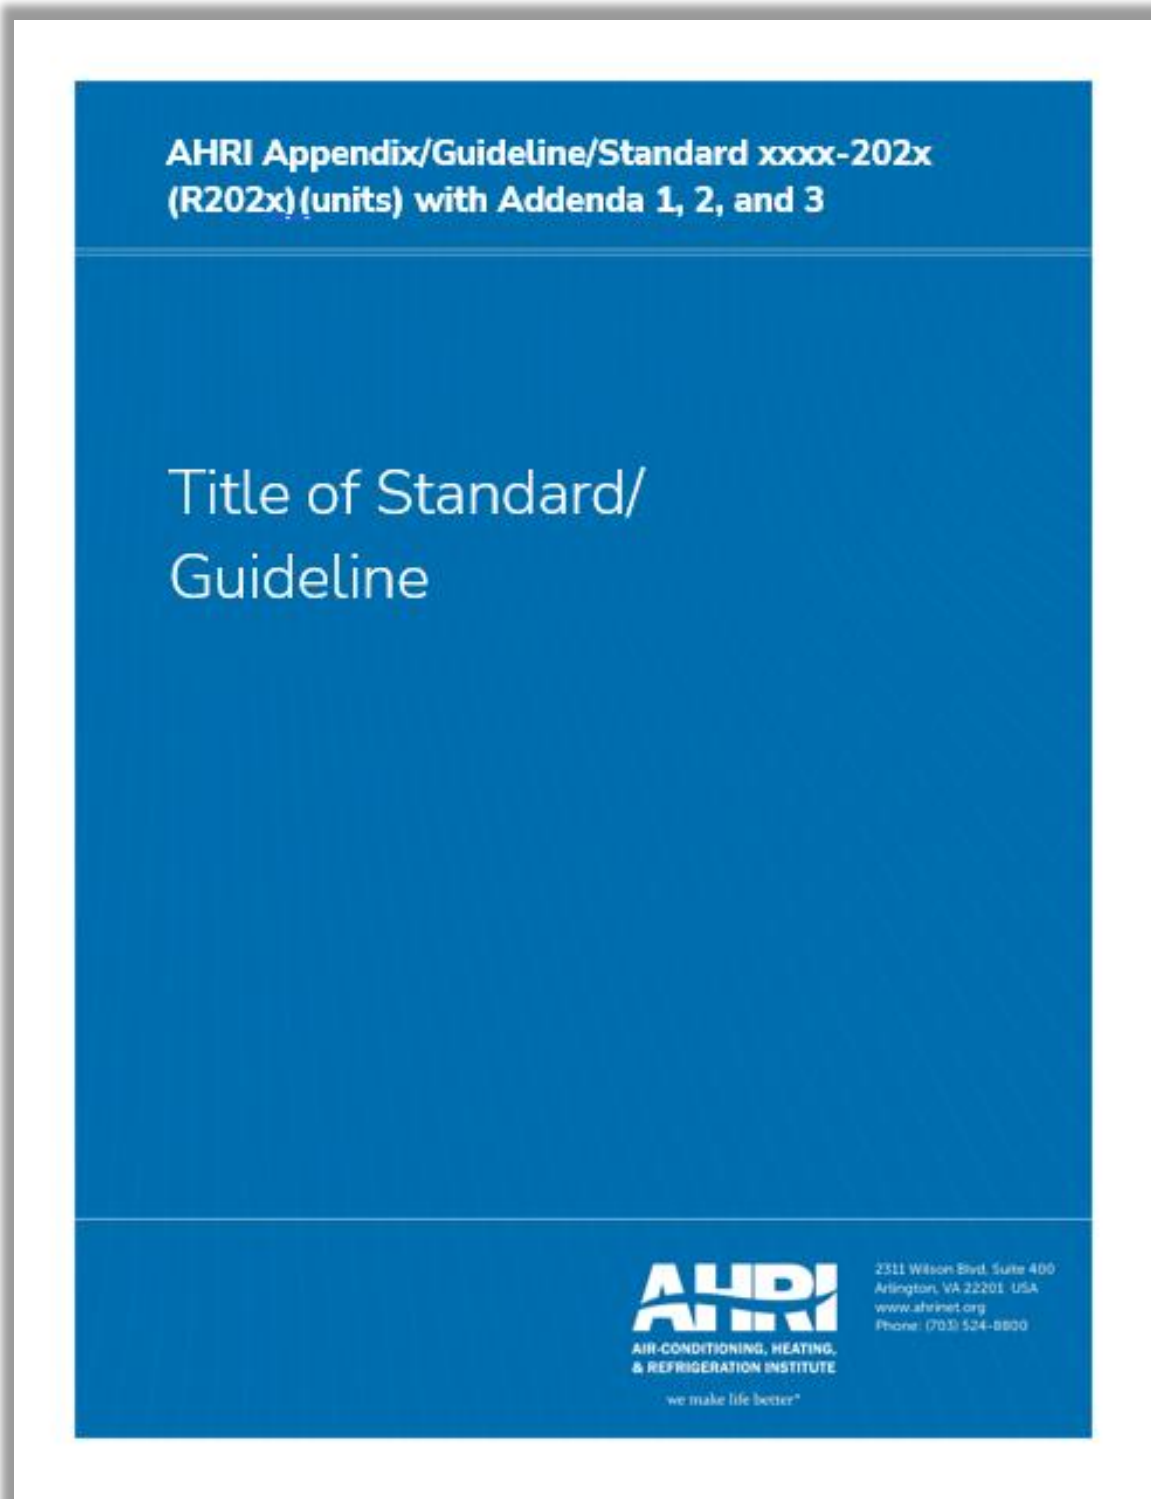 AHRI Appendix/Guideline/Standard xxxx-202x
(R202x)(units) with Addenda 1, 2, and 3
Title of Standard/
Guideline
AHRI
AIR-CONDITIONING, HEATING,
& REFRIGERATION INSTITUTE
we make life better®
2311 Wilson Blvd, Suite 400
Arlington, VA 22201 USA
www.ahrinet.org
Phone: (703) 524-8800